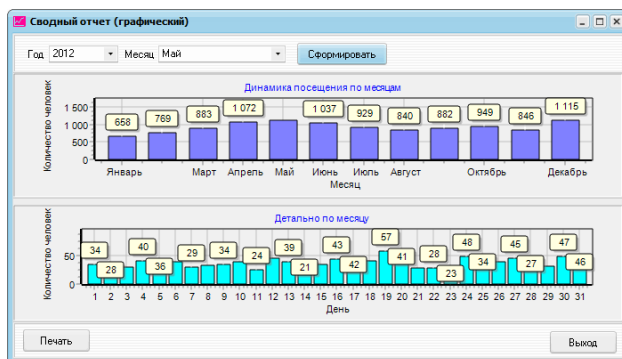 Сводный отчет (графический)
Год 2012 Месяц Май Сформировать
Динамика посещения по месяцам
Количество человек
1 500
1 000
500
0
658 769 883 1 072 1 037 929 840 882 949 846 1 115
Январь Март Апрель Май Июнь Июль Август Октябрь Декабрь
Месяц
Детально по месяцу
Количество человек
50
0
34 28 40 36 29 34 24 39 21 43 42 57 41 28 23 48 34 46 27 47 46
1 2 3 4 5 6 7 8 9 10 11 12 13 14 15 16 17 18 19 20 21 22 23 24 25 26 27 28 29 30 31
День
Печать Выход